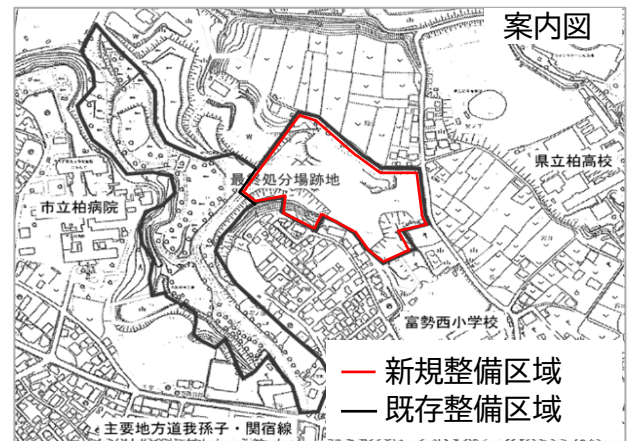 案内図
県立柏高校
最終処分場跡地
市立柏病院
富勢西小学校
新規整備区域
既存整備区域
主要地方道我孫子・関宿線